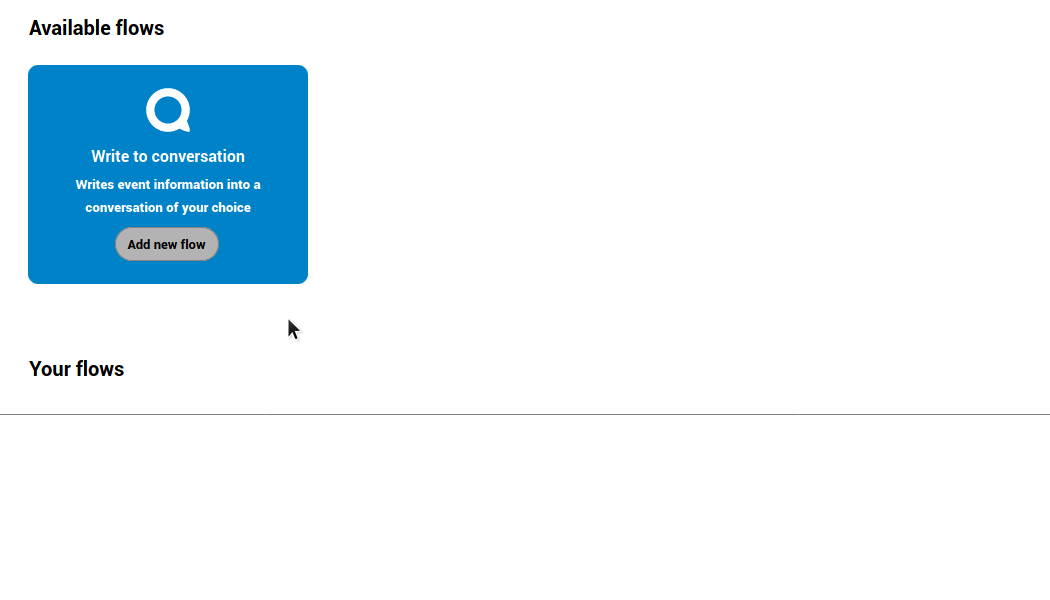 Available flows
Write to conversation
Writes event information into a
conversation of your choice
Add new flow
Your flows